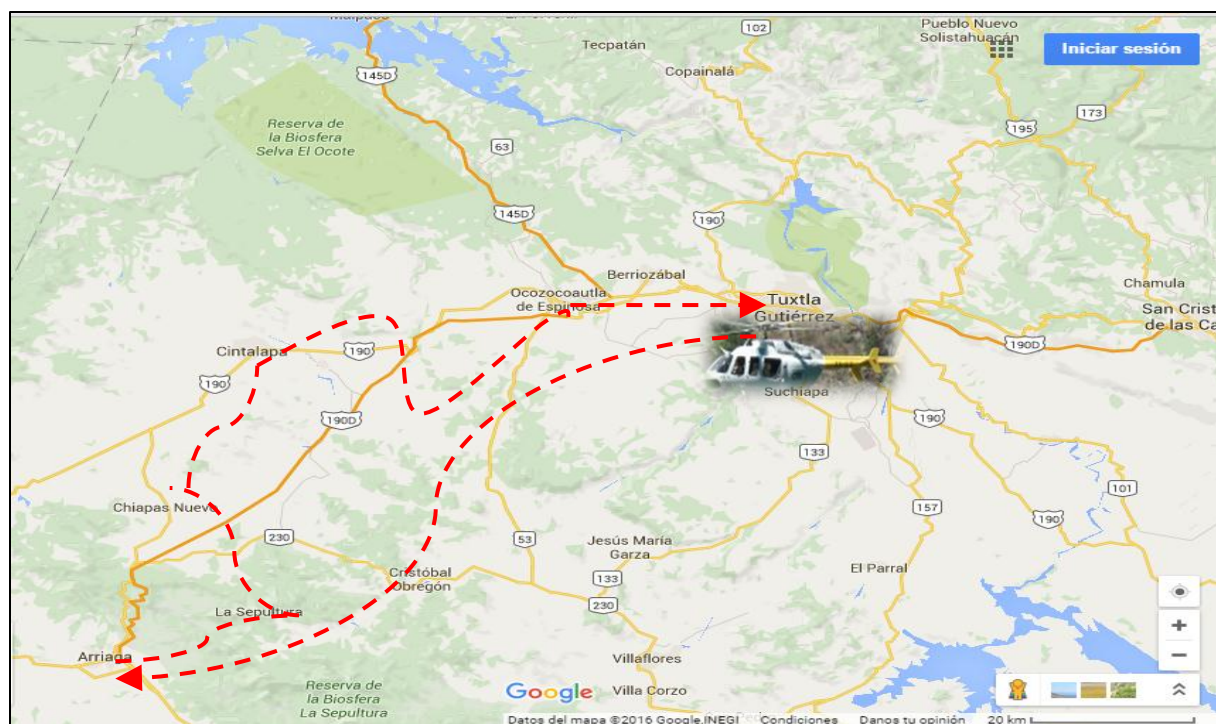 Malpaso
Pueblo Nuevo
Solistahuacán
102
Tecpatán
Iniciar sesión
Copainalá
145D
173
Reserva de
la Biosfera
Selva El Ocote
195
63
145D
190
Berriozábal
Chamula
Ocozocoautla
de Espinosa
Tuxtla
Gutiérrez
San Crist
de las Ca
190D
Cintalapa
190
190
Suchiapa
190D
190
133
101
Chiapas Nuevo
157
190
230
53
Jesús María
Garza
El Parral
Cristóbal
Obregón
133
230
La Sepultura
Arriaga
Villaflores
Reserva de
la Biosfera
La Sepultura
Google
Villa Corzo
Datos del mapa ©2016 Google,INEGI
Condiciones
Danos tu opinión
20 km